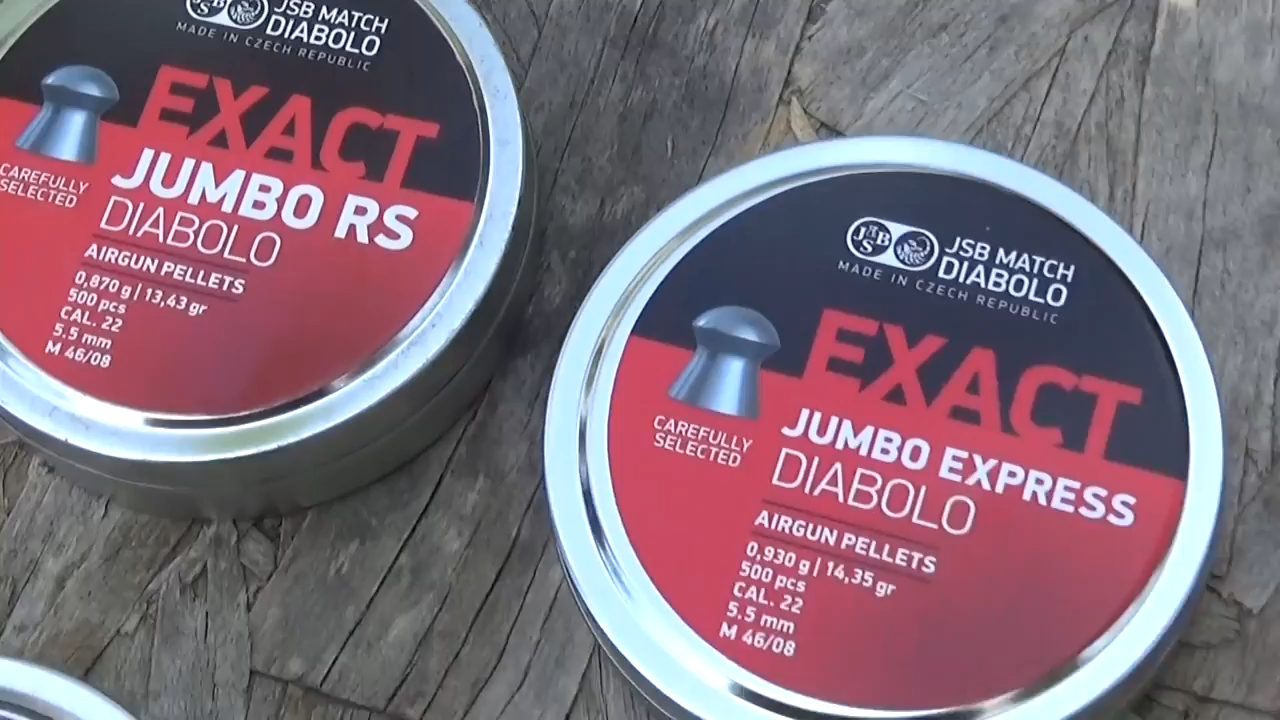 JSB
JSB MATCH
DIABOLO
MADE IN CZECH REPUBLIC
EXACT
JUMBO RS
DIABOLO
CAREFULLY
SELECTED
AIRGUN PELLETS
0,870 g | 13,43 gr
500 pcs
CAL. 22
5.5 mm
M 46/08
JSB
JSB MATCH
DIABOLO
MADE IN CZECH REPUBLIC
EXACT
JUMBO EXPRESS
DIABOLO
CAREFULLY
SELECTED
AIRGUN PELLETS
0,930 g | 14,35 gr
500 pcs
CAL. 22
5.5 mm
M 46/08